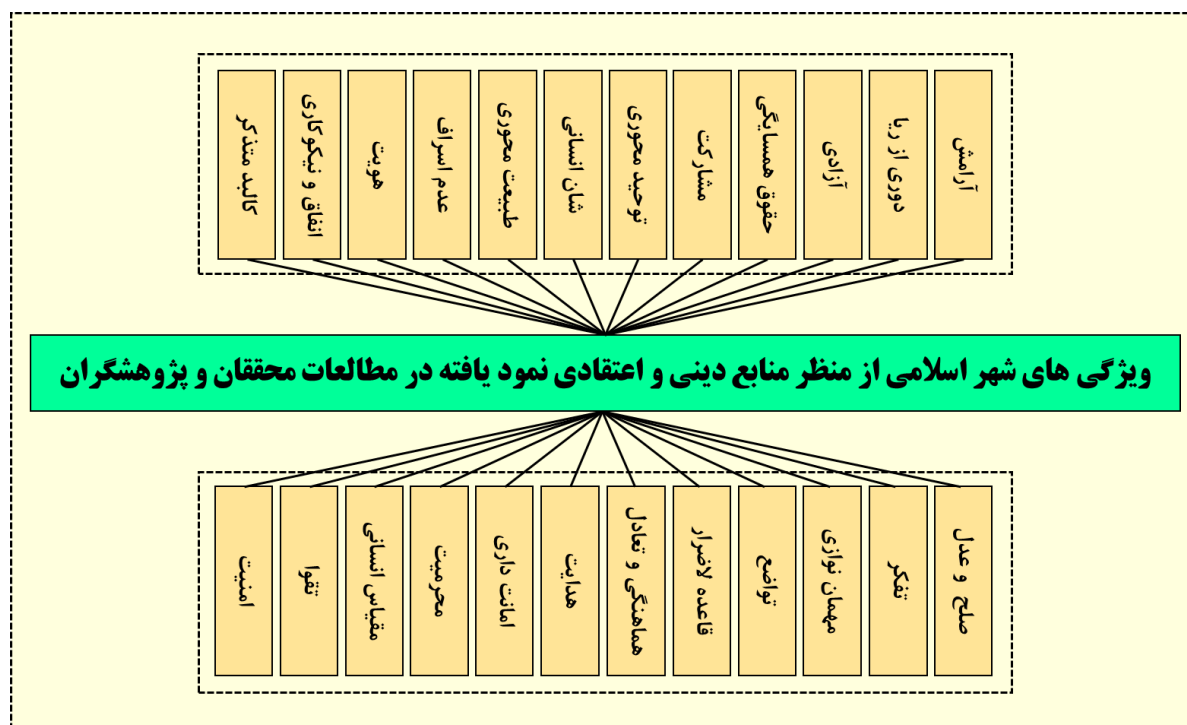 آرامش
دوری از ریا
آزادی
حقوق همسایگی
مشارکت
توحید محوری
شان انسانی
طبیعت محوری
عدم اسراف
هویت
انفاق و نیکوکاری
کالبد متذکر
ویژگی های شهر اسلامی از منظر منابع دینی و اعتقادی نمود یافته در مطالعات محققان و پژوهشگران
صلح و عدل
تفکر
مهمان نوازی
تواضع
قاعده لاضرار
هماهنگی و تعادل
هدایت
امانت داری
محرمیت
مقیاس انسانی
تقوا
امنیت